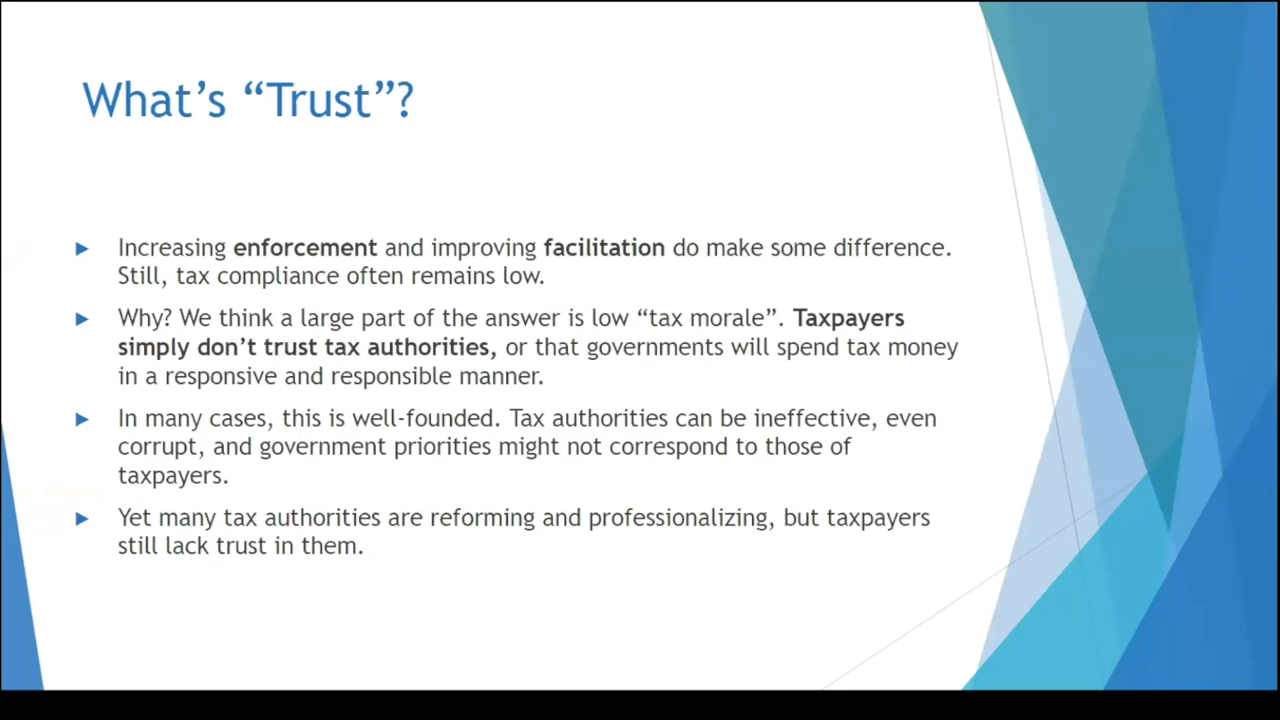 What’s “Trust”?
Increasing enforcement and improving facilitation do make some difference.
Still, tax compliance often remains low.
Why? We think a large part of the answer is low “tax morale”. Taxpayers
simply don’t trust tax authorities, or that governments will spend tax money
in a responsive and responsible manner.
In many cases, this is well-founded. Tax authorities can be ineffective, even
corrupt, and government priorities might not correspond to those of
taxpayers.
Yet many tax authorities are reforming and professionalizing, but taxpayers
still lack trust in them.